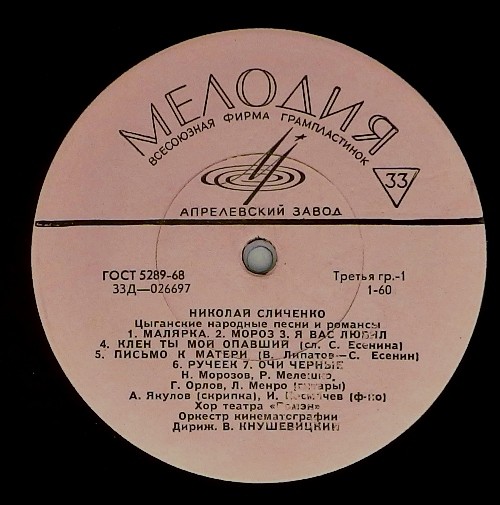 МЕЛОДИЯ
ВСЕСОЮЗНАЯ ФИРМА ГРАМПЛАСТИНОК
33
АПРЕЛЕВСКИЙ ЗАВОД
ГОСТ 5289-68 Третья гр.-1
33Д—026697 1-60
НИКОЛАЙ СЛИЧЕНКО
Цыганские народные песни и романсы
1. МАЛЯРКА. 2. МОРОЗ 3. Я ВАС ЛЮБИЛ
4. КЛЕН ТЫ МОЙ ОПАВШИЙ (сл. С. Есенина)
5. ПИСЬМО К МАТЕРИ (В. Липатов—С. Есенин)
6. РУЧЕЕК 7. ОЧИ ЧЕРНЫЕ
Н. Морозов, Р. Мелешко,
Г. Орлов, Л. Менро (гитары)
А. Якулов (скрипка), И. (ф-но)
Хор театра «Ромэн»
Оркестр кинематографии
Дириж. В. КНУШЕВИЦКИЙ